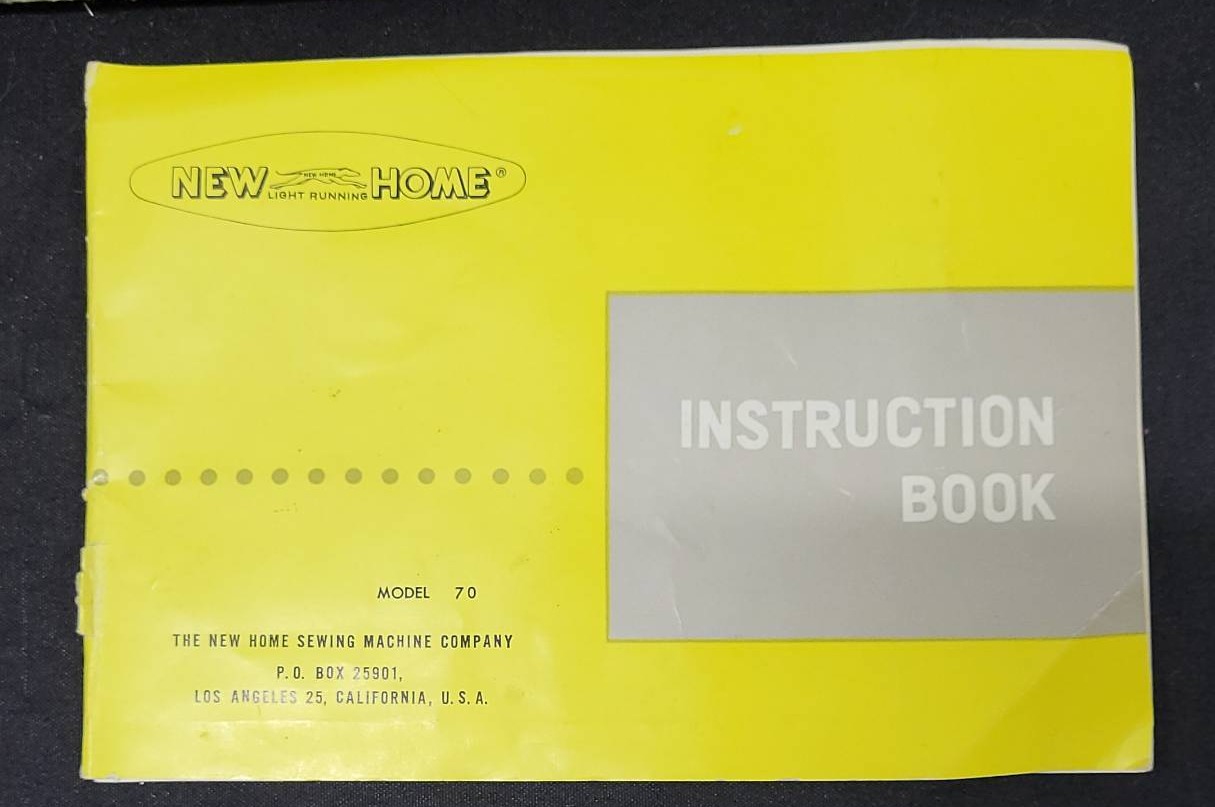 NEW HOME®
NEW HOME
LIGHT RUNNING
INSTRUCTION
BOOK
MODEL 70
THE NEW HOME SEWING MACHINE COMPANY
P.O. BOX 25901,
LOS ANGELES 25, CALIFORNIA, U.S.A.